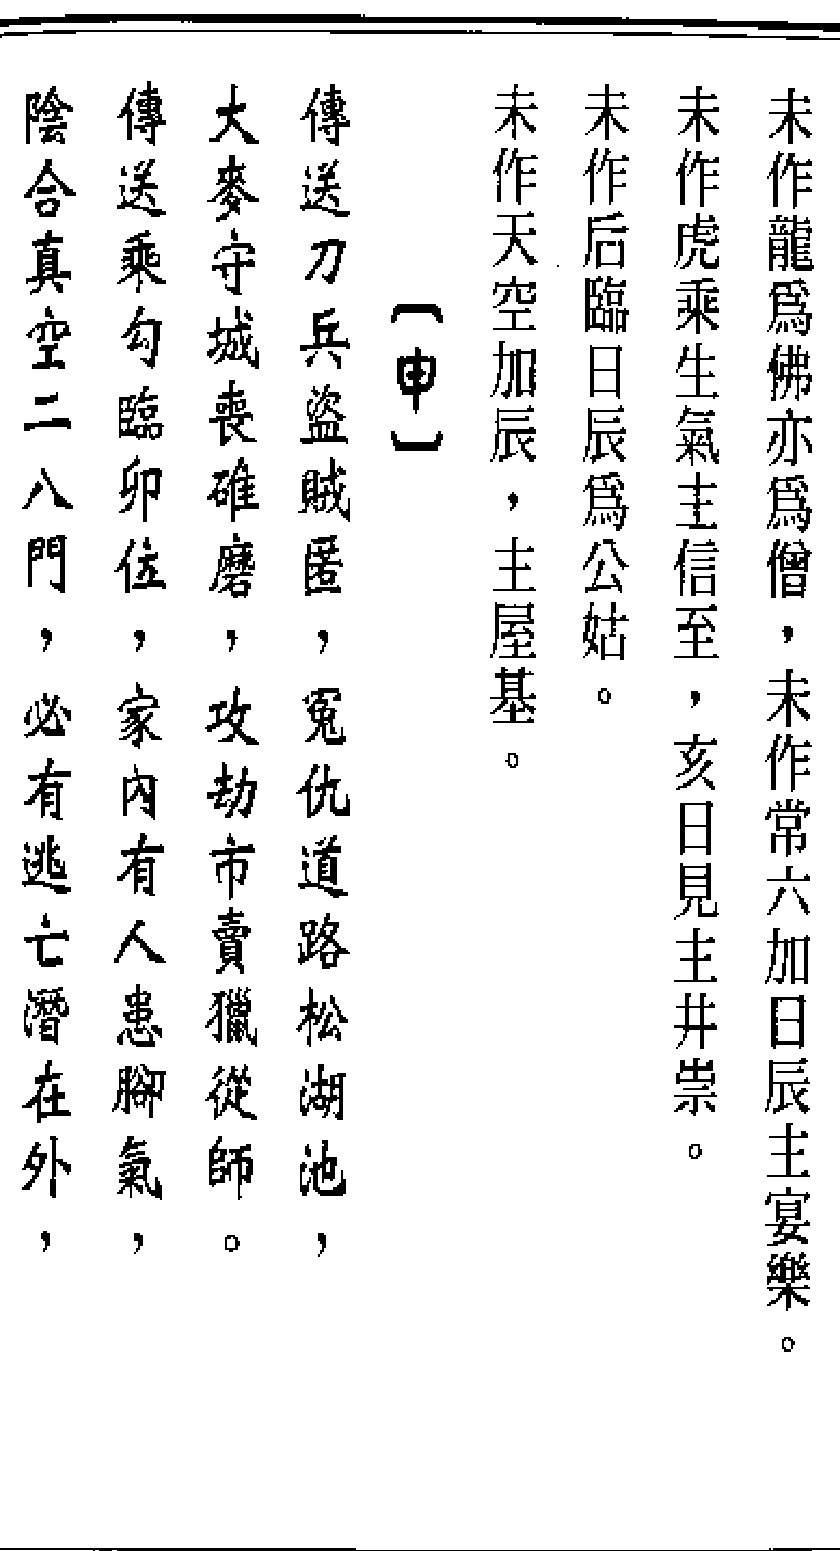 未作龍爲佛亦爲僧，未作常六加日辰主宴樂。
未作虎乘生氣主信至，亥日見主井祟。
未作后臨日辰爲公姑。
未作天空加辰，主屋基。
〔申〕
傳送刀兵盜賊匿，冤仇道路松湖池，
大麥守城喪碓磨，攻劫市賣獵從師。
傳送乘勾臨卯位，家內有人患腳氣，
陰合真空二八門，必有逃亡潛在外，